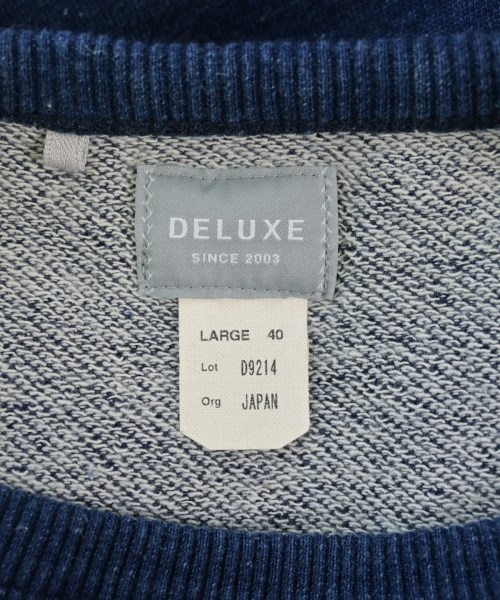 DELUXE
SINCE 2003
LARGE 40
Lot D9214
Org JAPAN